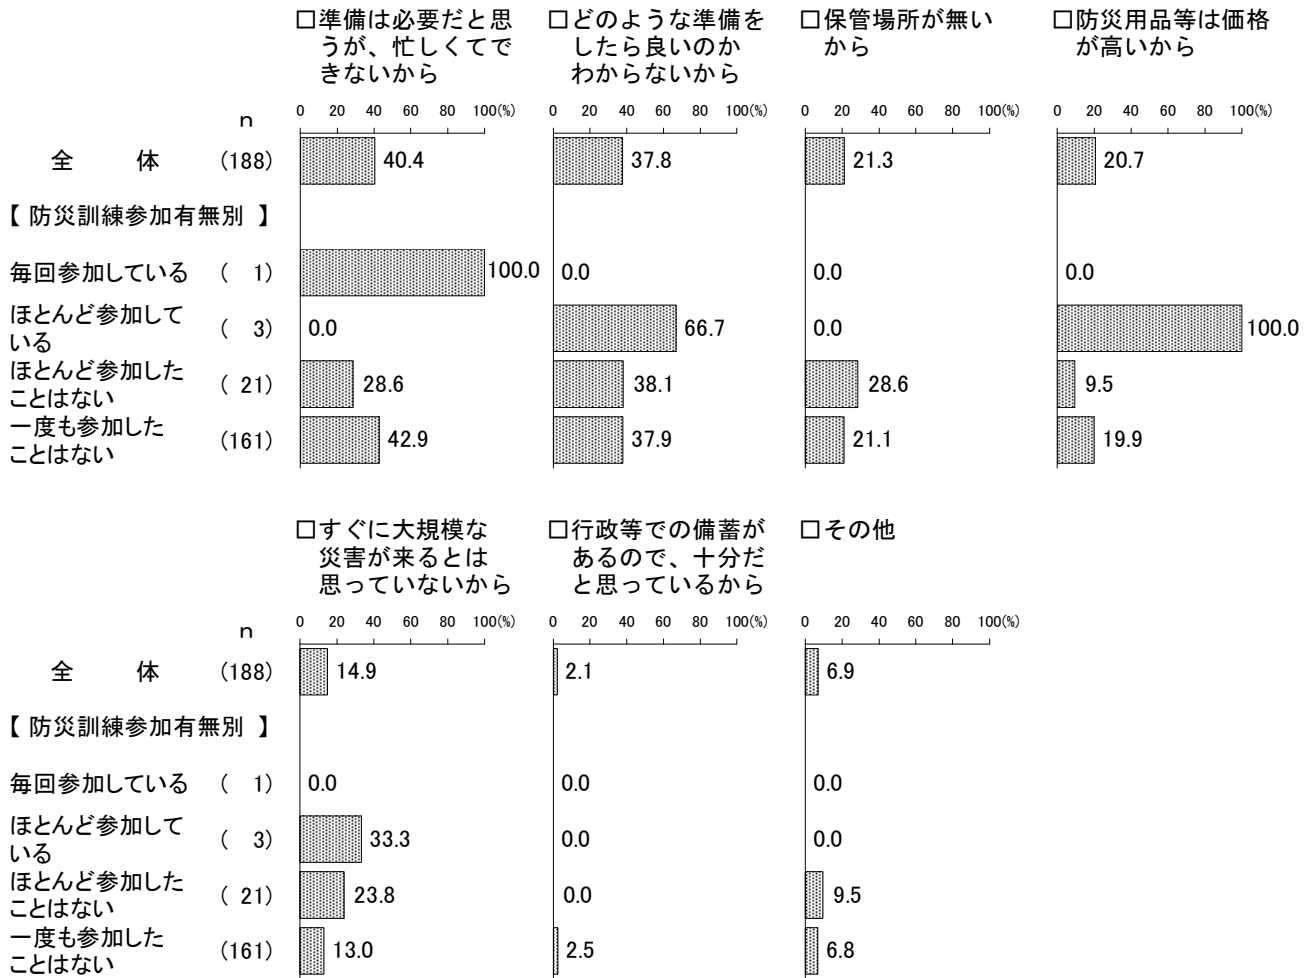 □準備は必要だと思
うが、忙しくてで
きないから
□どのような準備を
したら良いのか
わからないから
□保管場所が無い
から
□防災用品等は価格
が高いから
0 20 40 60 80 100(%)
0 20 40 60 80 100(%)
0 20 40 60 80 100(%)
0 20 40 60 80 100(%)
n
全 体 (188) 40.4 37.8 21.3 20.7
【 防災訓練参加有無別 】
毎回参加している ( 1) 100.0 0.0 0.0 0.0
ほとんど参加して
いる
( 3) 0.0 66.7 0.0 100.0
ほとんど参加した
ことはない
( 21) 28.6 38.1 28.6 9.5
一度も参加した
ことはない
(161) 42.9 37.9 21.1 19.9
□すぐに大規模な
災害が来るとは
思っていないから
□行政等での備蓄が
あるので、十分だ
と思っているから
□その他
0 20 40 60 80 100(%)
0 20 40 60 80 100(%)
0 20 40 60 80 100(%)
n
全 体 (188) 14.9 2.1 6.9
【 防災訓練参加有無別 】
毎回参加している ( 1) 0.0 0.0 0.0
ほとんど参加して
いる
( 3) 33.3 0.0 0.0
ほとんど参加した
ことはない
( 21) 23.8 0.0 9.5
一度も参加した
ことはない
(161) 13.0 2.5 6.8